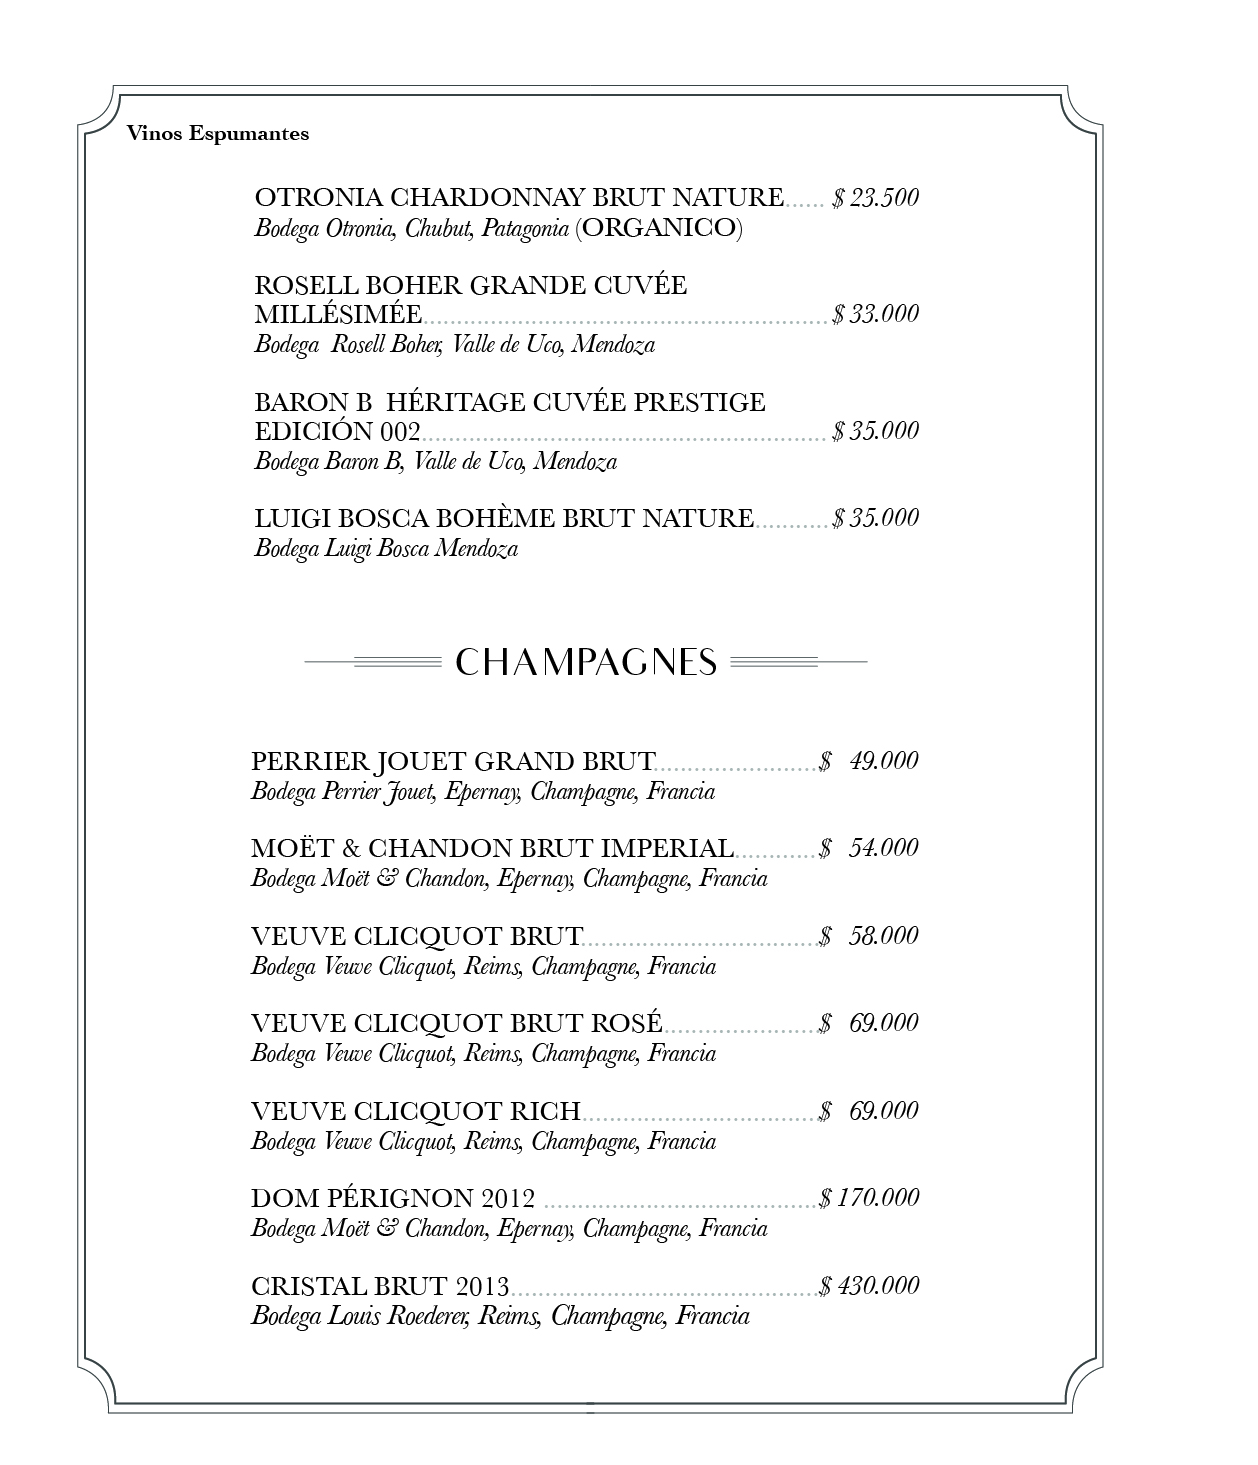 Vinos Espumantes
OTRONIA CHARDONNAY BRUT NATURE...... $ 23.500
Bodega Otronia, Chubut, Patagonia (ORGANICO)
ROSELL BOHER GRANDE CUVÉE
MILLÉSIMÉE............................................................ $ 33.000
Bodega  Rosell Boher, Valle de Uco, Mendoza
BARON B  HÉRITAGE CUVÉE PRESTIGE
EDICIÓN 002............................................................ $ 35.000
Bodega Baron B, Valle de Uco, Mendoza
LUIGI BOSCA BOHÈME BRUT NATURE........... $ 35.000
Bodega Luigi Bosca Mendoza
CHAMPAGNES
PERRIER JOUET GRAND BRUT........................$ 49.000
Bodega Perrier Jouet, Epernay, Champagne, Francia
MOËT & CHANDON BRUT IMPERIAL............$ 54.000
Bodega Moët & Chandon, Epernay, Champagne, Francia
VEUVE CLICQUOT BRUT...................................$ 58.000
Bodega Veuve Clicquot, Reims, Champagne, Francia
VEUVE CLICQUOT BRUT ROSÉ.......................$ 69.000
Bodega Veuve Clicquot, Reims, Champagne, Francia
VEUVE CLICQUOT RICH...................................$ 69.000
Bodega Veuve Clicquot, Reims, Champagne, Francia
DOM PÉRIGNON 2012 ........................................$ 170.000
Bodega Moët & Chandon, Epernay, Champagne, Francia
CRISTAL BRUT 2013.............................................$ 430.000
Bodega Louis Roederer, Reims, Champagne, Francia